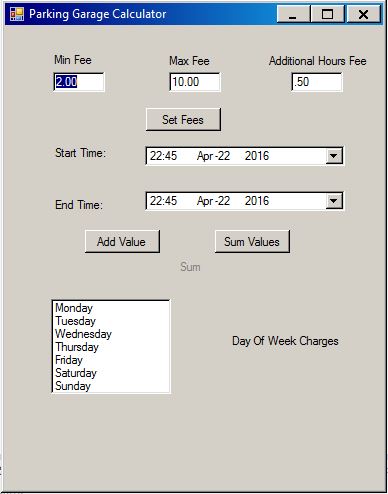 Parking Garage Calculator
Min Fee
Max Fee
Additional Hours Fee
2.00
10.00
.50
Set Fees
Start Time:
22:45 Apr-22 2016
End Time:
22:45 Apr-22 2016
Add Value
Sum Values
Sum
Monday
Tuesday
Wednesday
Thursday
Friday
Saturday
Sunday
Day Of Week Charges